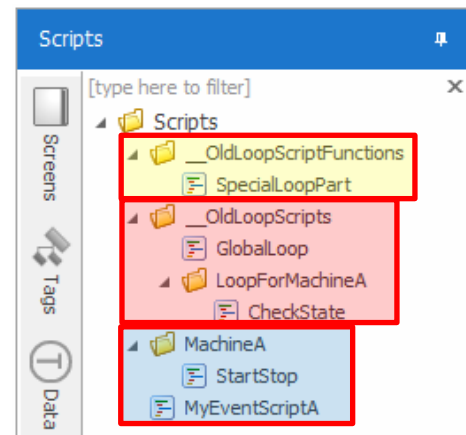 Scripts
[type here to filter]
Scripts
__OldLoopScriptFunctions
SpecialLoopPart
__OldLoopScripts
GlobalLoop
LoopForMachineA
CheckState
MachineA
StartStop
MyEventScriptA
Screens
Tags
Data